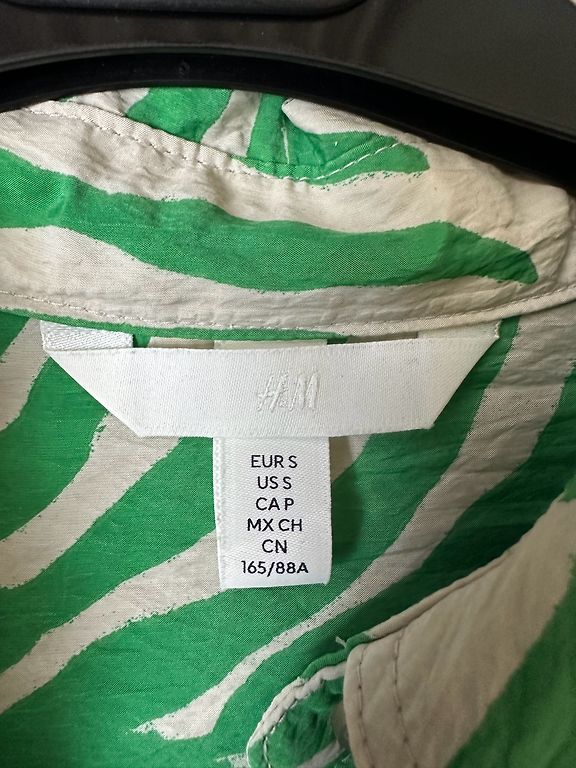 H&M
EUR S
US S
CA P
MX CH
CN
165/88A